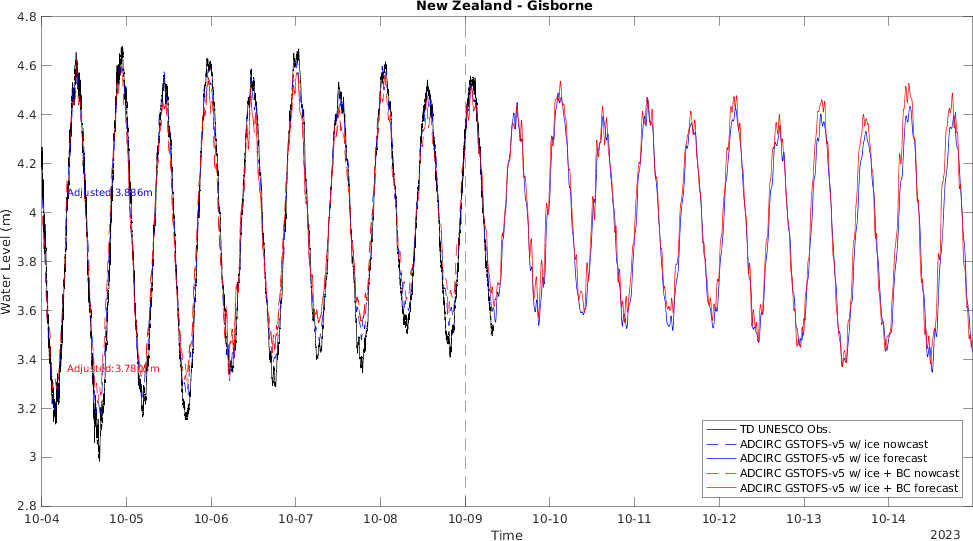 New Zealand - Gisborne
4.8
4.6
4.4
4.2
4
3.8
3.6
3.4
3.2
3
2.8
Water Level (m)
Adjusted:3.886m
TD UNESCO Obs.
ADCIRC GSTOFS-v5 w/ ice nowcast
ADCIRC GSTOFS-v5 w/ ice forecast
ADCIRC GSTOFS-v5 w/ ice + BC nowcast
ADCIRC GSTOFS-v5 w/ ice + BC forecast
10-04 10-05 10-06 10-07 10-08 10-09 10-10 10-11 10-12 10-13 10-14
Time
2023